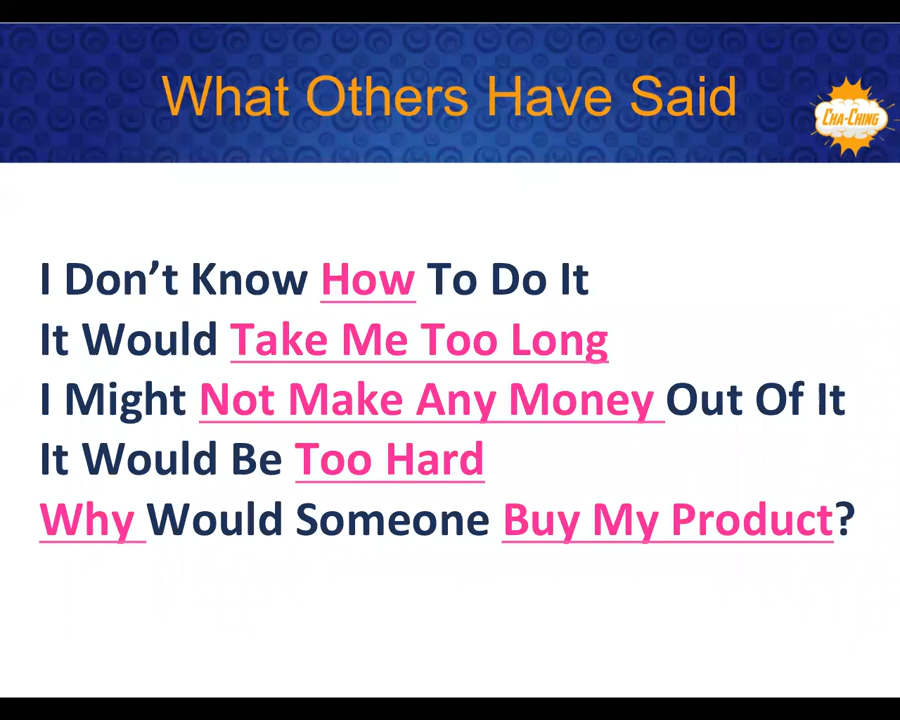 What Others Have Said
CHA-CHING
I Don’t Know How To Do It
It Would Take Me Too Long
I Might Not Make Any Money Out Of It
It Would Be Too Hard
Why Would Someone Buy My Product?